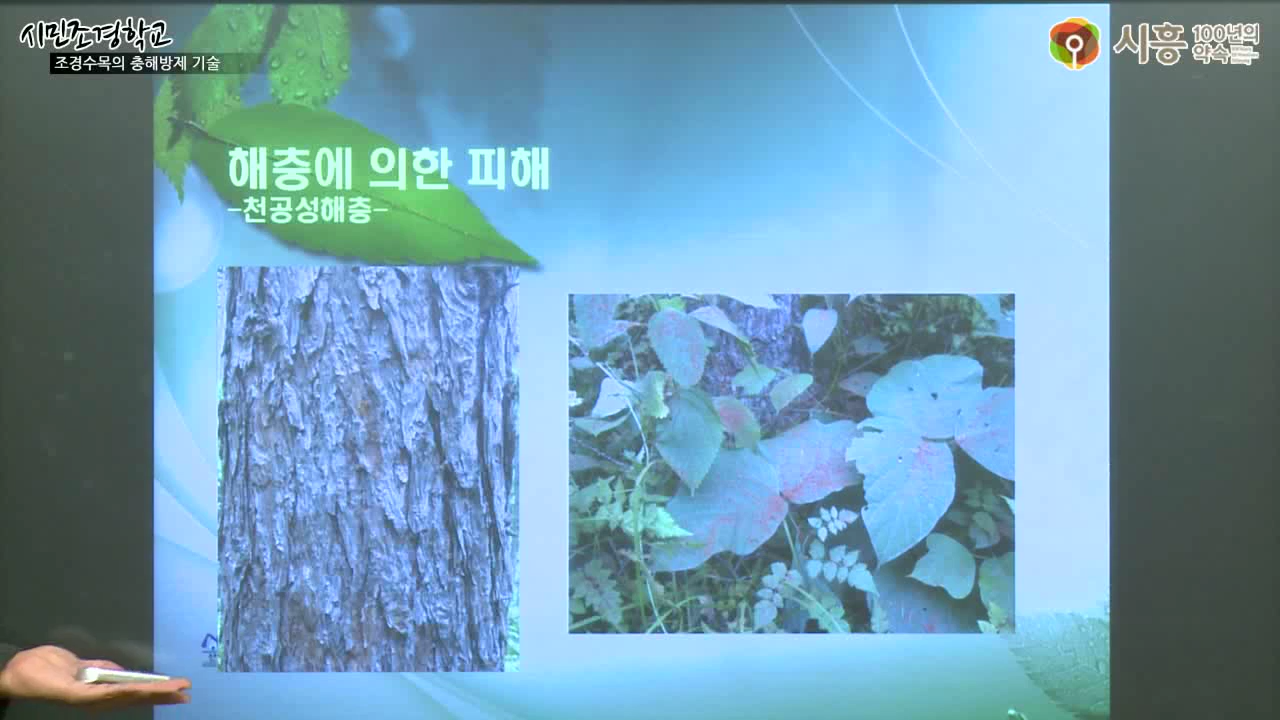 시민조경학교
조경수목의 충해방제 기술
시흥 100년의
약속
해충에 의한 피해
-천공성해충-